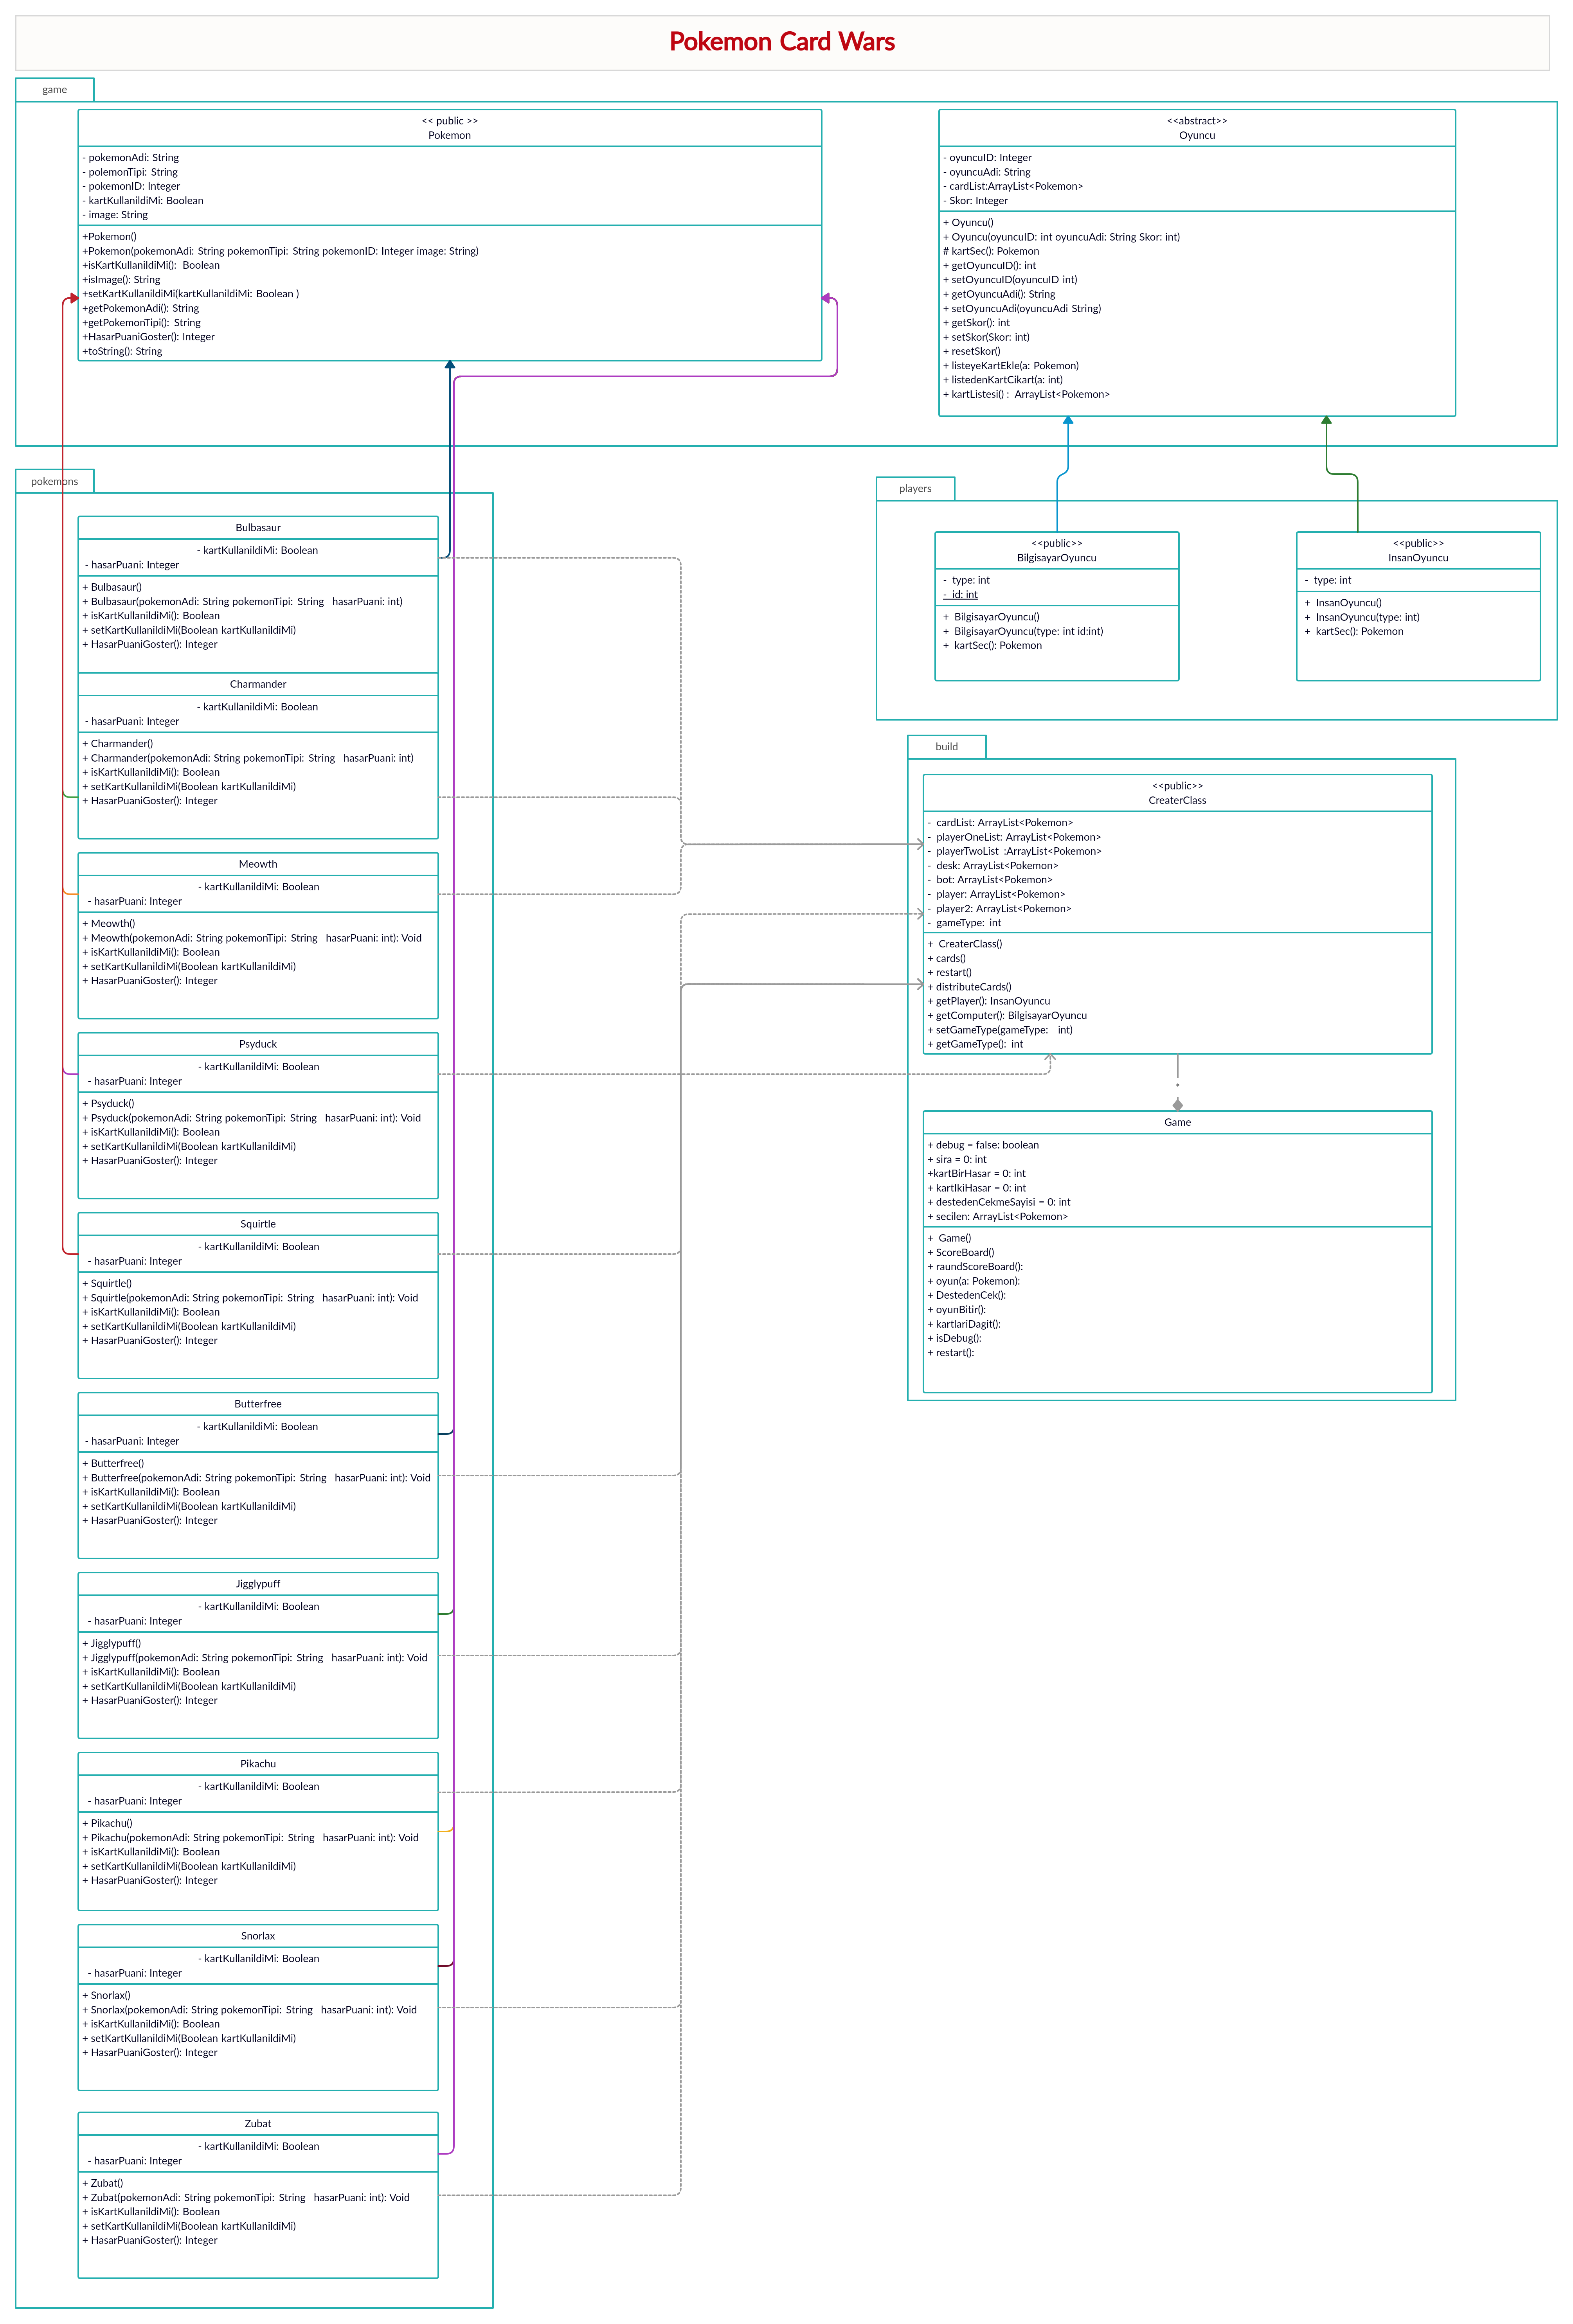 Pokemon Card Wars
game
<< public >>
Pokemon
- pokemonAdi: String
- polemonTipi: String
- pokemonID: Integer
- kartKullanildiMi: Boolean
- image: String
+Pokemon()
+Pokemon(pokemonAdi: String pokemonTipi: String pokemonID: Integer image: String)
+isKartKullanildiMi(): Boolean
+isImage(): String
+setKartKullanildiMi(kartKullanildiMi: Boolean )
+getPokemonAdi(): String
+getPokemonTipi(): String
+HasarPuaniGoster(): Integer
+toString(): String
<<abstract>>
Oyuncu
- oyuncuID: Integer
- oyuncuAdi: String
- cardList:ArrayList<Pokemon>
- Skor: Integer
+ Oyuncu()
+ Oyuncu(oyuncuID: int oyuncuAdi: String Skor: int)
# kartSec(): Pokemon
+ getOyuncuID(): int
+ setOyuncuID(oyuncuID int)
+ getOyuncuAdi(): String
+ setOyuncuAdi(oyuncuAdi String)
+ getSkor(): int
+ setSkor(Skor: int)
+ resetSkor()
+ listeyeKartEkle(a: Pokemon)
+ listedenKartCikart(a: int)
+ kartListesi() : ArrayList<Pokemon>
pokemons
Bulbasaur
- kartKullanildiMi: Boolean
- hasarPuani: Integer
+ Bulbasaur()
+ Bulbasaur(pokemonAdi: String pokemonTipi: String hasarPuani: int)
+ isKartKullanildiMi(): Boolean
+ setKartKullanildiMi(Boolean kartKullanildiMi)
+ HasarPuaniGoster(): Integer
Charmander
- kartKullanildiMi: Boolean
- hasarPuani: Integer
+ Charmander()
+ Charmander(pokemonAdi: String pokemonTipi: String hasarPuani: int)
+ isKartKullanildiMi(): Boolean
+ setKartKullanildiMi(Boolean kartKullanildiMi)
+ HasarPuaniGoster(): Integer
Meowth
- kartKullanildiMi: Boolean
- hasarPuani: Integer
+ Meowth()
+ Meowth(pokemonAdi: String pokemonTipi: String hasarPuani: int): Void
+ isKartKullanildiMi(): Boolean
+ setKartKullanildiMi(Boolean kartKullanildiMi)
+ HasarPuaniGoster(): Integer
Psyduck
- kartKullanildiMi: Boolean
- hasarPuani: Integer
+ Psyduck()
+ Psyduck(pokemonAdi: String pokemonTipi: String hasarPuani: int): Void
+ isKartKullanildiMi(): Boolean
+ setKartKullanildiMi(Boolean kartKullanildiMi)
+ HasarPuaniGoster(): Integer
Squirtle
- kartKullanildiMi: Boolean
- hasarPuani: Integer
+ Squirtle()
+ Squirtle(pokemonAdi: String pokemonTipi: String hasarPuani: int): Void
+ isKartKullanildiMi(): Boolean
+ setKartKullanildiMi(Boolean kartKullanildiMi)
+ HasarPuaniGoster(): Integer
Butterfree
- kartKullanildiMi: Boolean
- hasarPuani: Integer
+ Butterfree()
+ Butterfree(pokemonAdi: String pokemonTipi: String hasarPuani: int): Void
+ isKartKullanildiMi(): Boolean
+ setKartKullanildiMi(Boolean kartKullanildiMi)
+ HasarPuaniGoster(): Integer
Jigglypuff
- kartKullanildiMi: Boolean
- hasarPuani: Integer
+ Jigglypuff()
+ Jigglypuff(pokemonAdi: String pokemonTipi: String hasarPuani: int): Void
+ isKartKullanildiMi(): Boolean
+ setKartKullanildiMi(Boolean kartKullanildiMi)
+ HasarPuaniGoster(): Integer
Pikachu
- kartKullanildiMi: Boolean
- hasarPuani: Integer
+ Pikachu()
+ Pikachu(pokemonAdi: String pokemonTipi: String hasarPuani: int): Void
+ isKartKullanildiMi(): Boolean
+ setKartKullanildiMi(Boolean kartKullanildiMi)
+ HasarPuaniGoster(): Integer
Snorlax
- kartKullanildiMi: Boolean
- hasarPuani: Integer
+ Snorlax()
+ Snorlax(pokemonAdi: String pokemonTipi: String hasarPuani: int): Void
+ isKartKullanildiMi(): Boolean
+ setKartKullanildiMi(Boolean kartKullanildiMi)
+ HasarPuaniGoster(): Integer
Zubat
- kartKullanildiMi: Boolean
- hasarPuani: Integer
+ Zubat()
+ Zubat(pokemonAdi: String pokemonTipi: String hasarPuani: int): Void
+ isKartKullanildiMi(): Boolean
+ setKartKullanildiMi(Boolean kartKullanildiMi)
+ HasarPuaniGoster(): Integer
players
<<public>>
BilgisayarOyuncu
- type: int
- id: int
+ BilgisayarOyuncu()
+ BilgisayarOyuncu(type: int id:int)
+ kartSec(): Pokemon
<<public>>
InsanOyuncu
- type: int
+ InsanOyuncu()
+ InsanOyuncu(type: int)
+ kartSec(): Pokemon
build
<<public>>
CreaterClass
- cardList: ArrayList<Pokemon>
- playerOneList: ArrayList<Pokemon>
- playerTwoList :ArrayList<Pokemon>
- desk: ArrayList<Pokemon>
- bot: ArrayList<Pokemon>
- player: ArrayList<Pokemon>
- player2: ArrayList<Pokemon>
- gameType: int
+ CreaterClass()
+ cards()
+ restart()
+ distributeCards()
+ getPlayer(): InsanOyuncu
+ getComputer(): BilgisayarOyuncu
+ setGameType(gameType: int)
+ getGameType(): int
Game
+ debug = false: boolean
+ sira = 0: int
+kartBirHasar = 0: int
+ kartIkiHasar = 0: int
+ destedenCekmeSayisi = 0: int
+ secilen: ArrayList<Pokemon>
+ Game()
+ ScoreBoard()
+ raundScoreBoard():
+ oyun(a: Pokemon):
+ DestedenCek():
+ oyunBitir():
+ kartlariDagit():
+ isDebug():
+ restart():